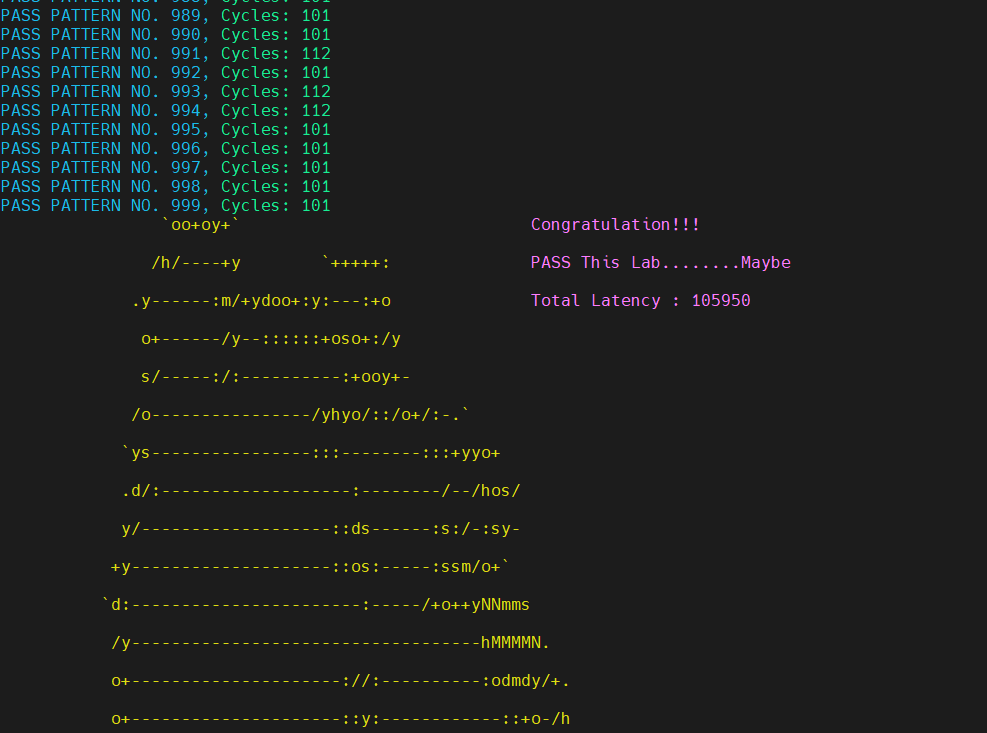 PASS PATTERN NO. 989, Cycles: 101
PASS PATTERN NO. 990, Cycles: 101
PASS PATTERN NO. 991, Cycles: 112
PASS PATTERN NO. 992, Cycles: 101
PASS PATTERN NO. 993, Cycles: 112
PASS PATTERN NO. 994, Cycles: 112
PASS PATTERN NO. 995, Cycles: 101
PASS PATTERN NO. 996, Cycles: 101
PASS PATTERN NO. 997, Cycles: 101
PASS PATTERN NO. 998, Cycles: 101
PASS PATTERN NO. 999, Cycles: 101
`oo+oy+` Congratulation!!!
/h/----+y `+++++: PASS This Lab........Maybe
.y------:m/+ydoo+:y:---:+o Total Latency : 105950
o+------/y--::::::+oso+:/y
s/-----:/:----------:+ooy+-
/o----------------/yhyo/::/o+/:-.`
`ys----------------:::--------:::+yyo+
.d/:-------------------:--------/--/hos/
y/-------------------::ds------:s:/-:sy-
+y--------------------::os:-----:ssm/o+`
`d:-----------------------:-----/+o++yNNmms
/y-----------------------------------hMMMMN.
o+---------------------://:----------:odmdy/+.
o+---------------------::y:------------::+o-/h